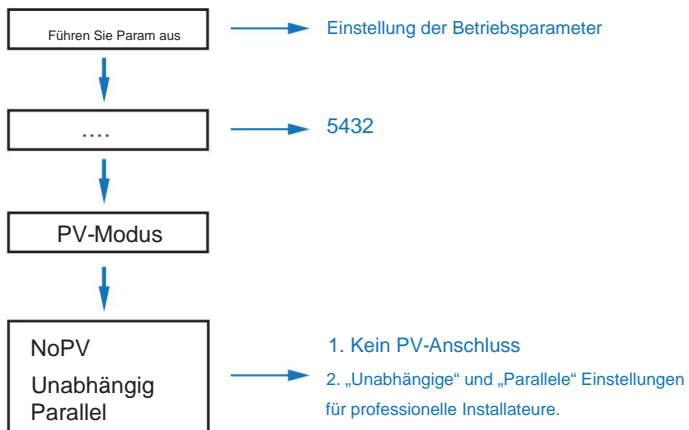 Führen Sie Param aus
Einstellung der Betriebsparameter
....
5432
PV-Modus
NoPV
Unabhängig
Parallel
1. Kein PV-Anschluss
2. „Unabhängige“ und „Parallele“ Einstellungen
für professionelle Installateure.